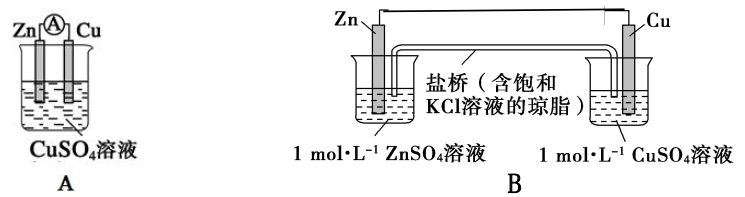 Zn A Cu
CuSO₄溶液
A
Zn Cu
盐桥（含饱和
KCl溶液的琼脂）
1 mol·L⁻¹ ZnSO₄溶液 1 mol·L⁻¹ CuSO₄溶液
B